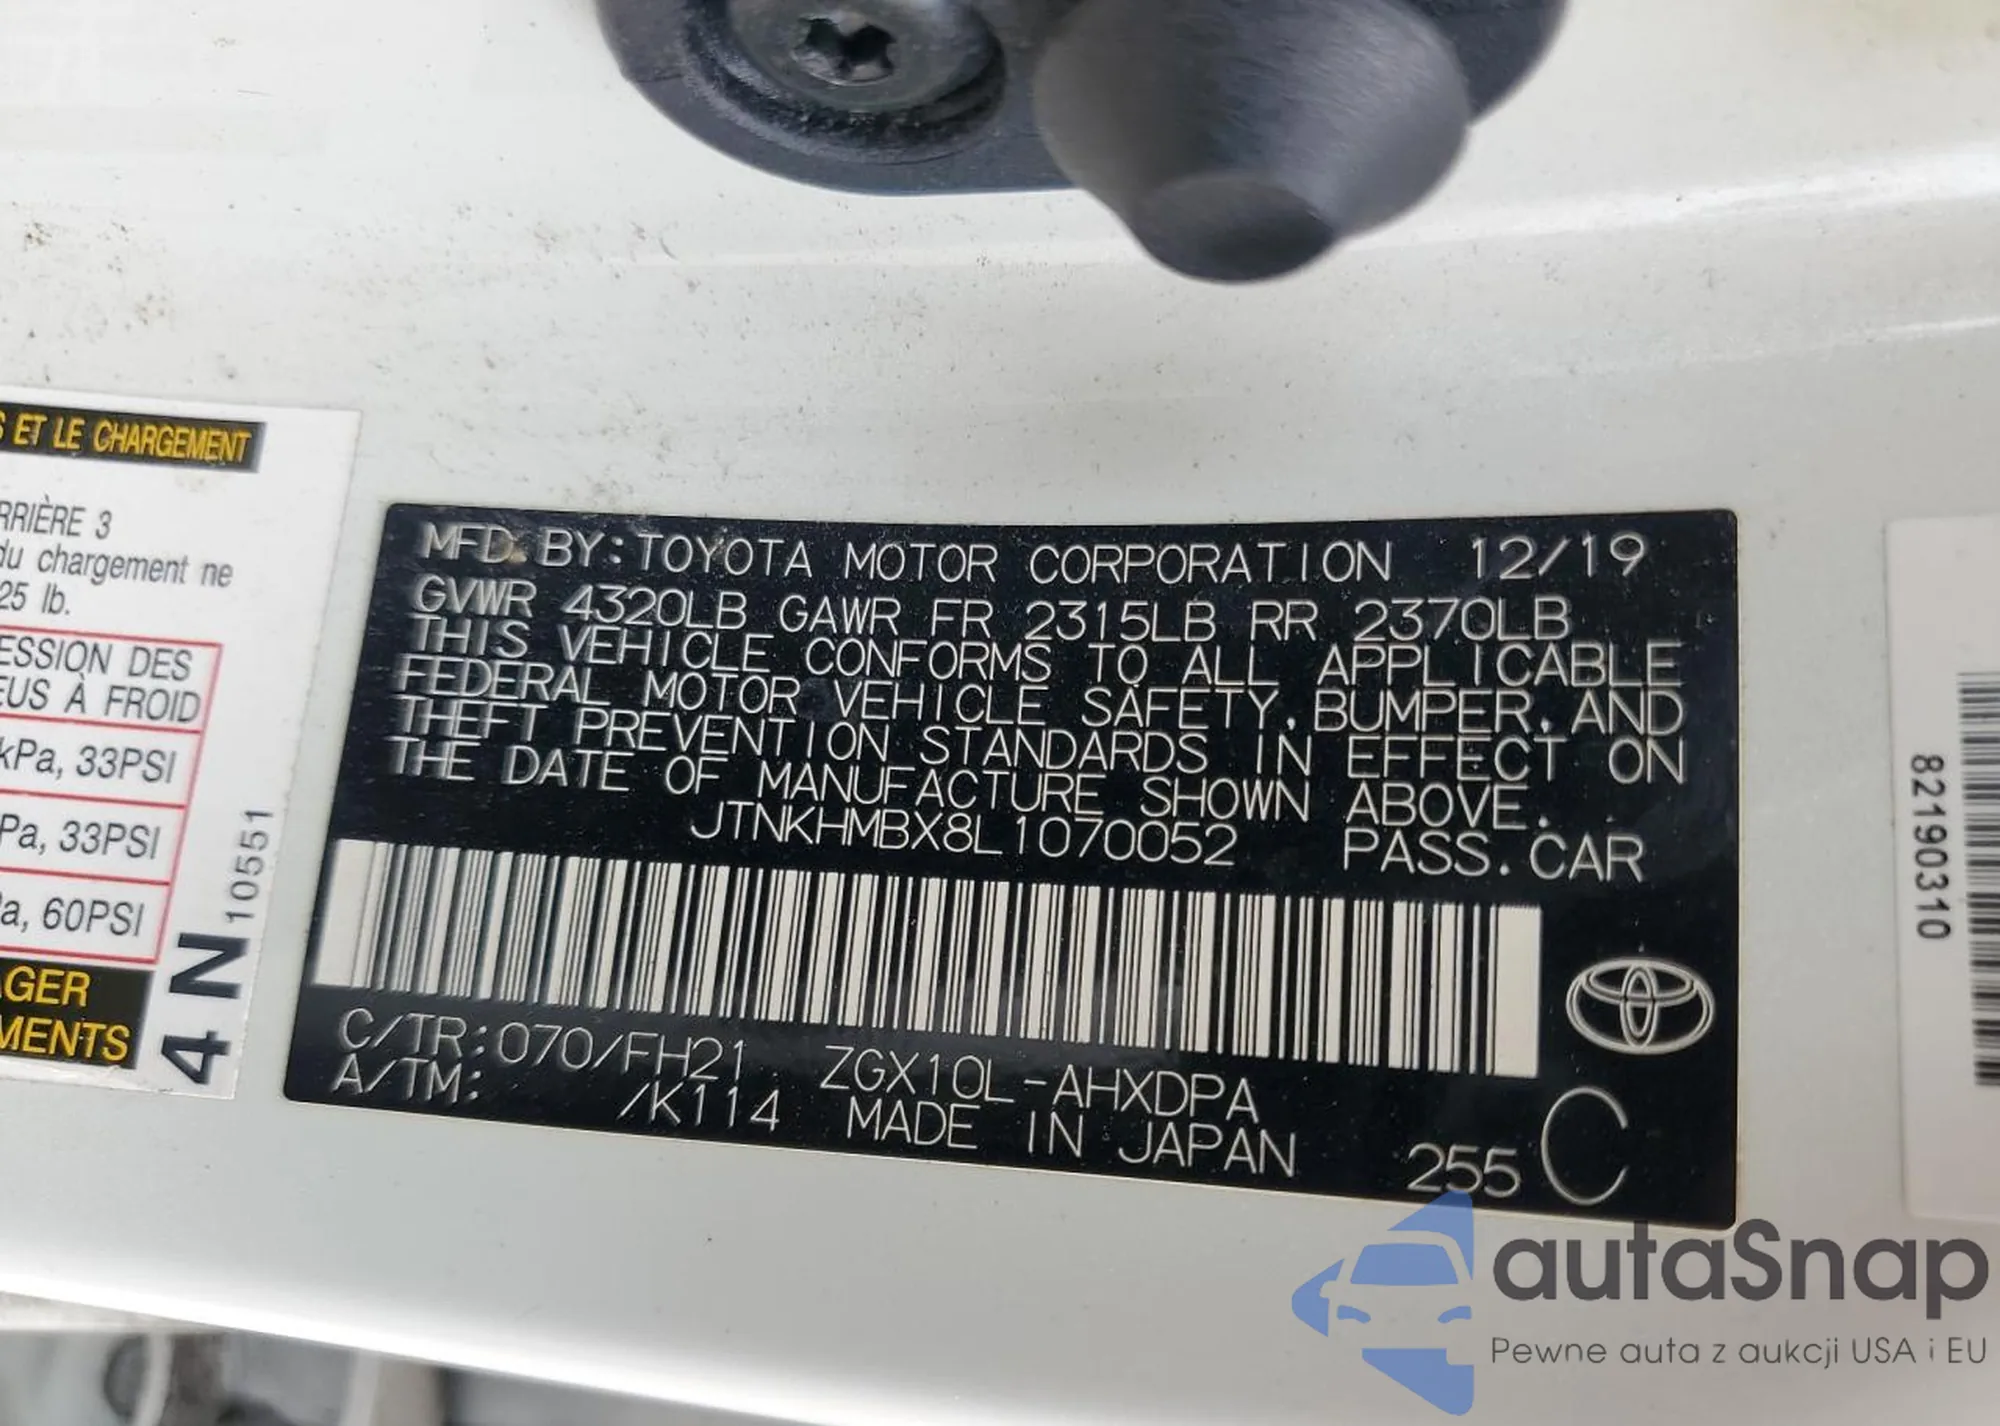 S ET LE CHARGEMENT
RRIÈRE 3
du chargement ne
25 lb.
ESSION DES
EUS À FROID
kPa, 33PSI
Pa, 33PSI
Pa, 60PSI
AGER
MENTS
4 N
10551
MFD. BY: TOYOTA MOTOR CORPORATION 12/19
GVWR 4320LB GAWR FR 2315LB RR 2370LB
THIS VEHICLE CONFORMS TO ALL APPLICABLE
FEDERAL MOTOR VEHICLE SAFETY, BUMPER, AND
THEFT PREVENTION STANDARDS IN EFFECT ON
THE DATE OF MANUFACTURE SHOWN ABOVE.
JTNKHMBX8L1070052 PASS. CAR
C/TR: 070/FH21 ZGX10L-AHXDPA
A/TM: /K114 MADE IN JAPAN 255 C
82190310
autaSnap
Pewne auta z aukcji USA i EU